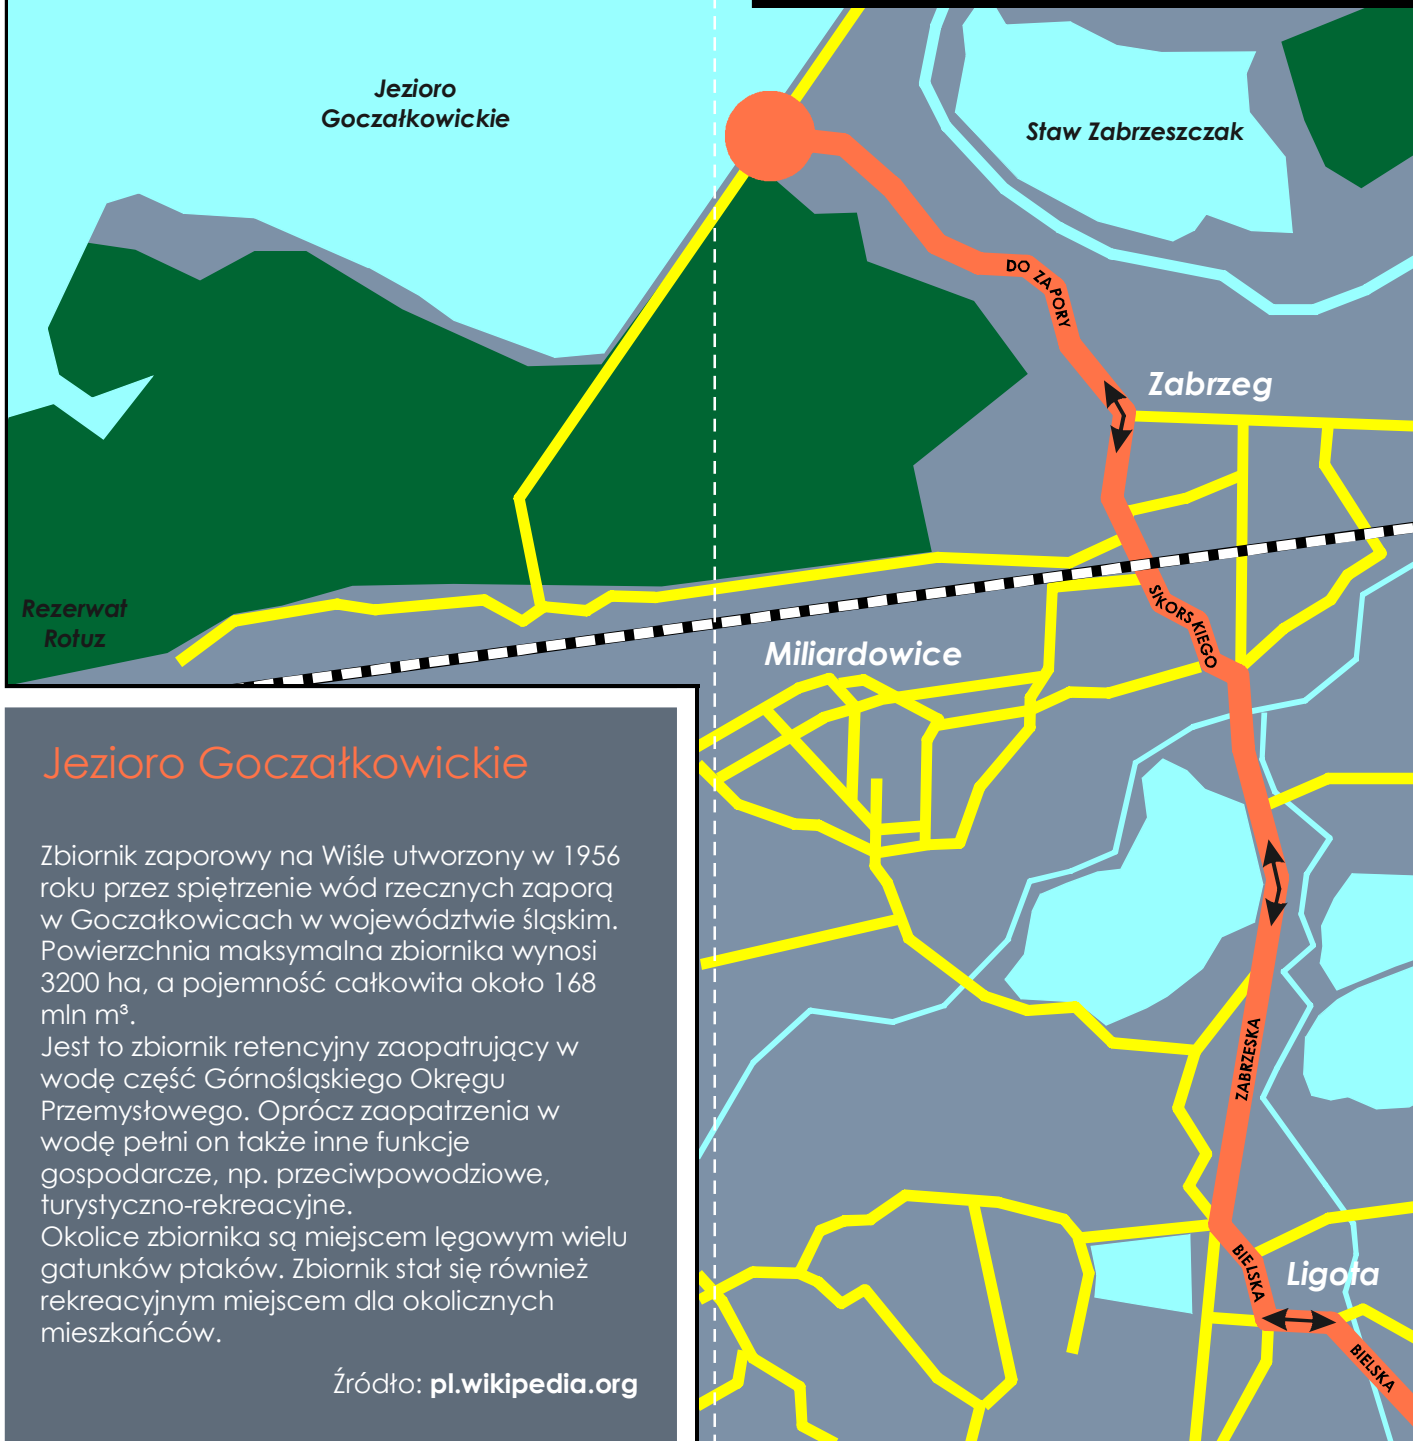 Jezioro
Goczałkowickie
Staw Zabrzeszczak
DO ZAPORY
Zabrzeg
Rezerwat
Rotuz
SIKORSKIEGO
Miliardowice
Jezioro Goczałkowickie
Zbiornik zaporowy na Wiśle utworzony w 1956
roku przez spiętrzenie wód rzecznych zaporą
w Goczałkowicach w województwie śląskim.
Powierzchnia maksymalna zbiornika wynosi
3200 ha, a pojemność całkowita około 168
mln m³.
Jest to zbiornik retencyjny zaopatrujący w
wodę część Górnośląskiego Okręgu
Przemysłowego. Oprócz zaopatrzenia w
wodę pełni on także inne funkcje
gospodarcze, np. przeciwpowodziowe,
turystyczno-rekreacyjne.
Okolice zbiornika są miejscem lęgowym wielu
gatunków ptaków. Zbiornik stał się również
rekreacyjnym miejscem dla okolicznych
mieszkańców.
Źródło: pl.wikipedia.org
ZABRZESKA
BIELSKA
Ligota
BIELSKA